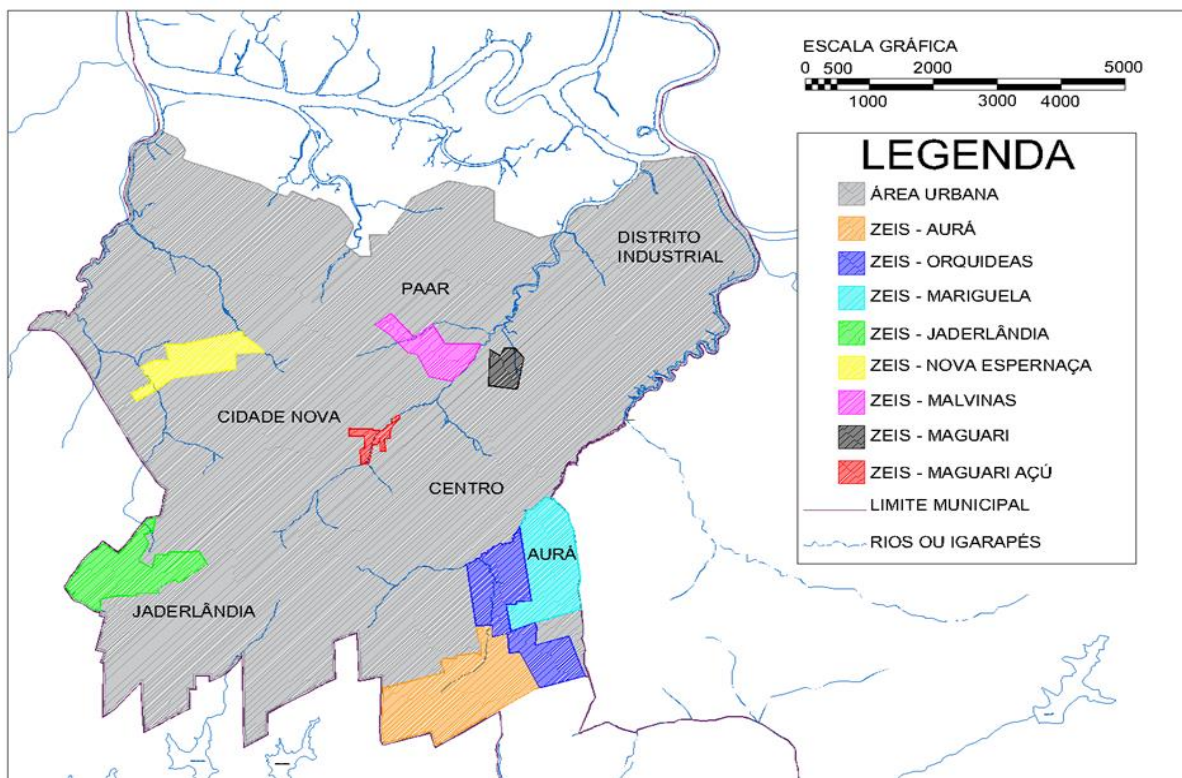 ESCALA GRÁFICA
0 500 2000 5000
1000 3000 4000
LEGENDA
ÁREA URBANA
ZEIS - AURÁ
ZEIS - ORQUIDEAS
ZEIS - MARIGUELA
ZEIS - JADERLÂNDIA
ZEIS - NOVA ESPERNAÇA
ZEIS - MALVINAS
ZEIS - MAGUARI
ZEIS - MAGUARI AÇÚ
LIMITE MUNICIPAL
RIOS OU IGARAPÉS
DISTRITO
INDUSTRIAL
PAAR
CIDADE NOVA
CENTRO
AURÁ
JADERLÂNDIA